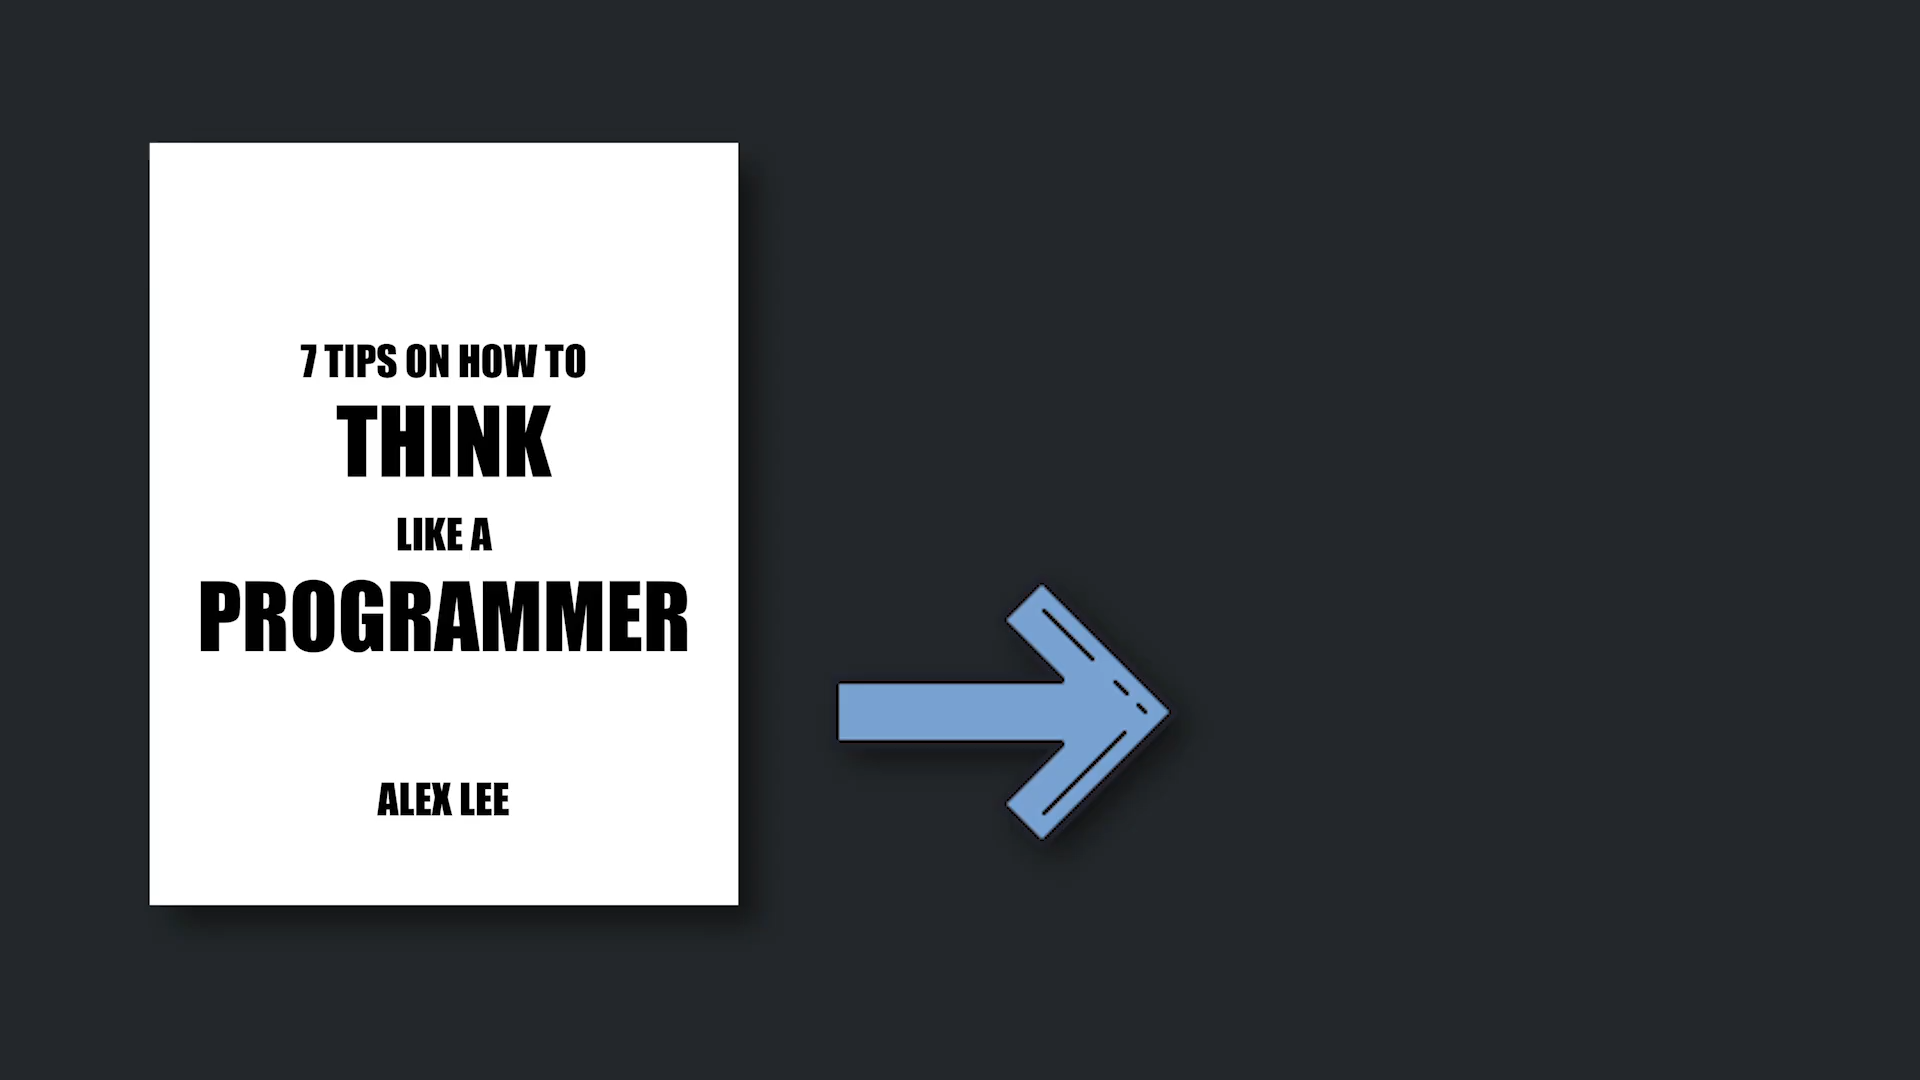 7 TIPS ON HOW TO
THINK
LIKE A
PROGRAMMER
ALEX LEE